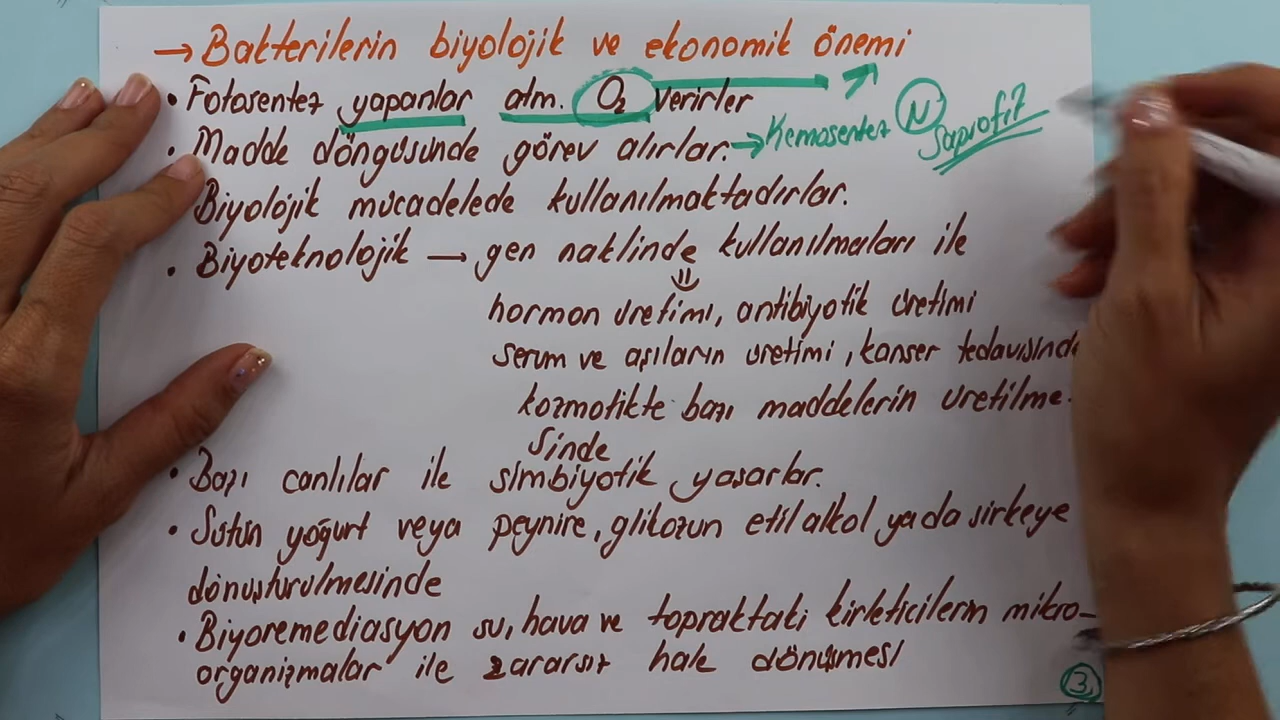 → Bakterilerin biyolojik ve ekonomik önemi
• Fotosentez yapanlar atm. O₂ verirler
• Madde döngüsünde görev alırlar. → Kemosentez N Saprofit
• Biyolojik mücadelede kullanılmaktadırlar.
• Biyoteknolojik → gen naklinde kullanılmaları ile
hormon üretimi, antibiyotik üretimi
serum ve aşıların üretimi, kanser tedavisinde
kozmotikte bazı maddelerin üretilme-
sinde
• Bazı canlılar ile simbiyotik yaşarlar.
• Sütün yoğurt veya peynire, glikozun etil alkol ya da sirkeye
dönüştürülmesinde
• Biyoremediasyon su, hava ve topraktaki kirleticilerin mikro-
organizmalar ile zararsız hale dönüşmesi
3